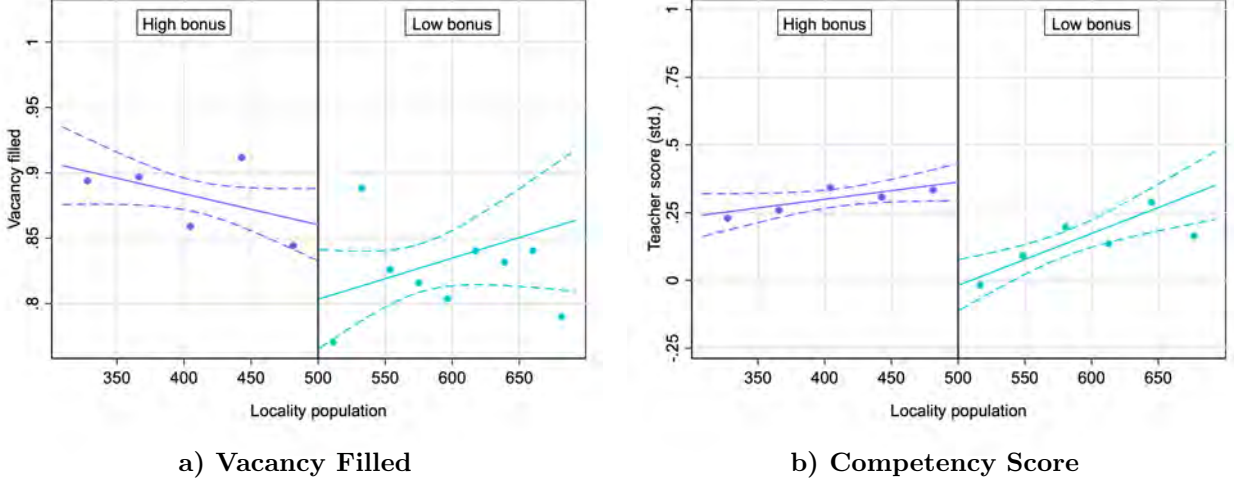 High bonus
Low bonus
Vacancy filled
1
.95
.9
.85
.8
350
400
450
500
550
600
650
Locality population
a) Vacancy Filled
High bonus
Low bonus
Teacher score (std.)
1
.75
.5
.25
0
-.25
350
400
450
500
550
600
650
Locality population
b) Competency Score